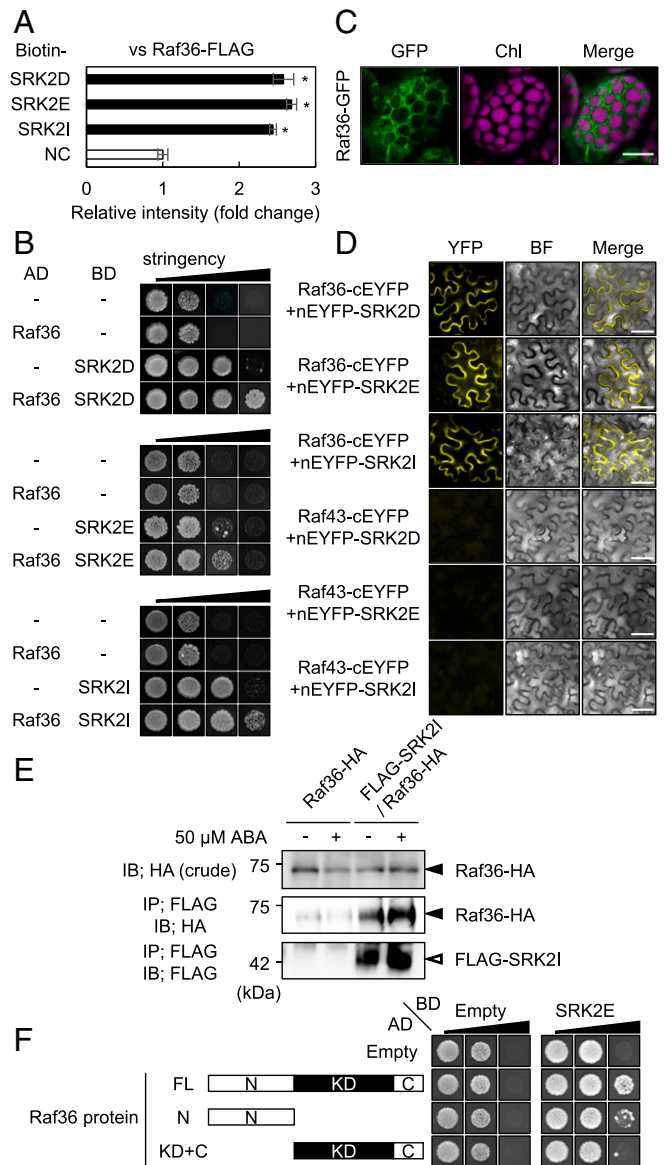 A
Biotin- vs Raf36-FLAG
SRK2D *
SRK2E *
SRK2I *
NC
0 1 2 3
Relative intensity (fold change)
B
AD BD stringency
- -
Raf36 -
- SRK2D
Raf36 SRK2D
- -
Raf36 -
- SRK2E
Raf36 SRK2E
- -
Raf36 -
- SRK2I
Raf36 SRK2I
C
GFP Chl Merge
Raf36-GFP
D
YFP BF Merge
Raf36-cEYFP
+nEYFP-SRK2D
Raf36-cEYFP
+nEYFP-SRK2E
Raf36-cEYFP
+nEYFP-SRK2I
Raf43-cEYFP
+nEYFP-SRK2D
Raf43-cEYFP
+nEYFP-SRK2E
Raf43-cEYFP
+nEYFP-SRK2I
E
Raf36-HA
FLAG-SRK2I
/ Raf36-HA
50 μM ABA - + - +
IB; HA (crude) 75 Raf36-HA
IP; FLAG
IB; HA 75 Raf36-HA
IP; FLAG
IB; FLAG 42 FLAG-SRK2I
(kDa)
F
BD Empty SRK2E
AD
Empty
Raf36 protein
FL N KD C
N N
KD+C KD C